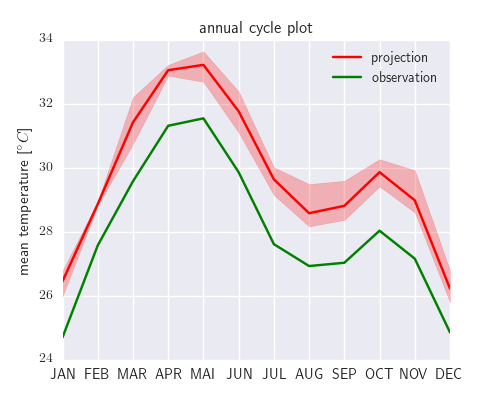 annual cycle plot
projection
observation
mean temperature [°C]
34
32
30
28
26
24
JAN FEB MAR APR MAI JUN JUL AUG SEP OCT NOV DEC